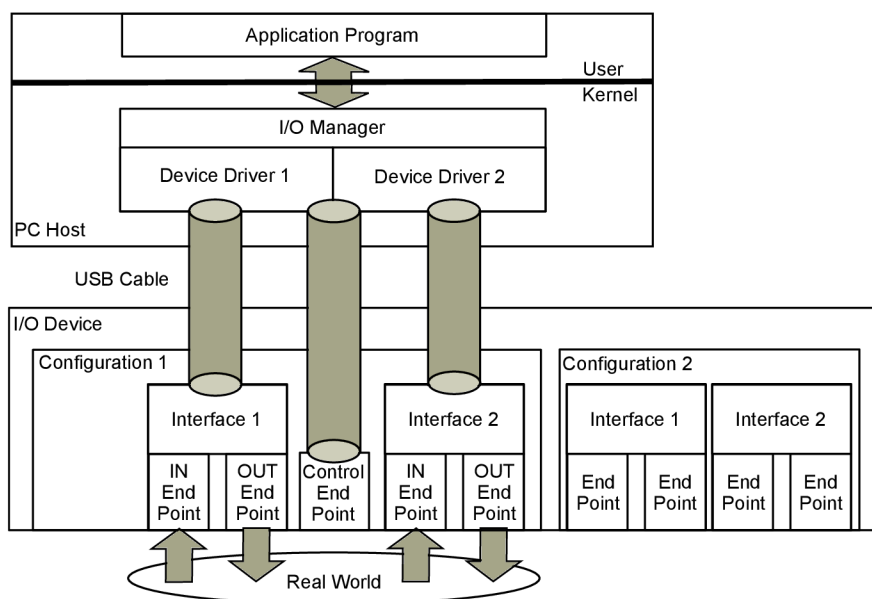 Application Program
User
Kernel
I/O Manager
Device Driver 1
Device Driver 2
PC Host
USB Cable
I/O Device
Configuration 1
Configuration 2
Interface 1
Interface 2
Interface 1
Interface 2
IN
End
Point
OUT
End
Point
Control
End
Point
IN
End
Point
OUT
End
Point
End
Point
End
Point
End
Point
End
Point
Real World